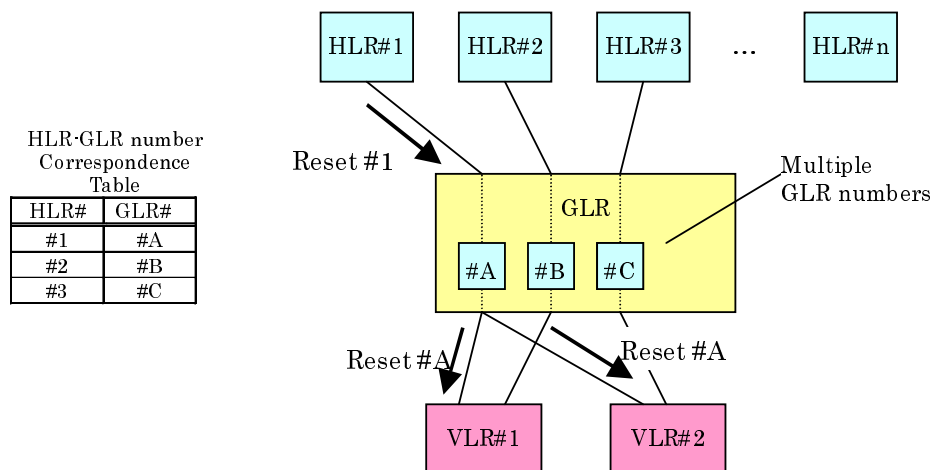 HLR#1
HLR#2
HLR#3
...
HLR#n
HLR-GLR number
Correspondence
Table
HLR# GLR#
#1 #A
#2 #B
#3 #C
Reset #1
Multiple
GLR numbers
GLR
#A
#B
#C
Reset #A
Reset #A
VLR#1
VLR#2